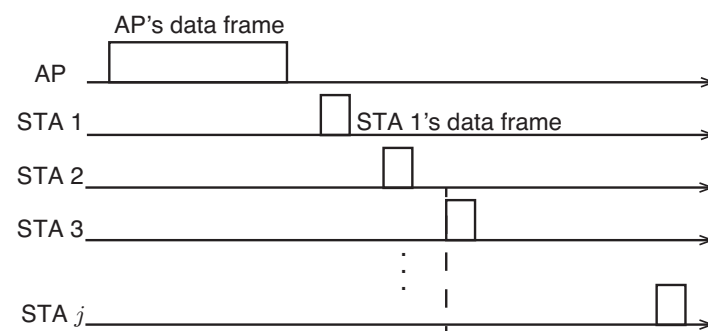 AP's data frame
AP
STA 1
STA 1's data frame
STA 2
STA 3
STA j